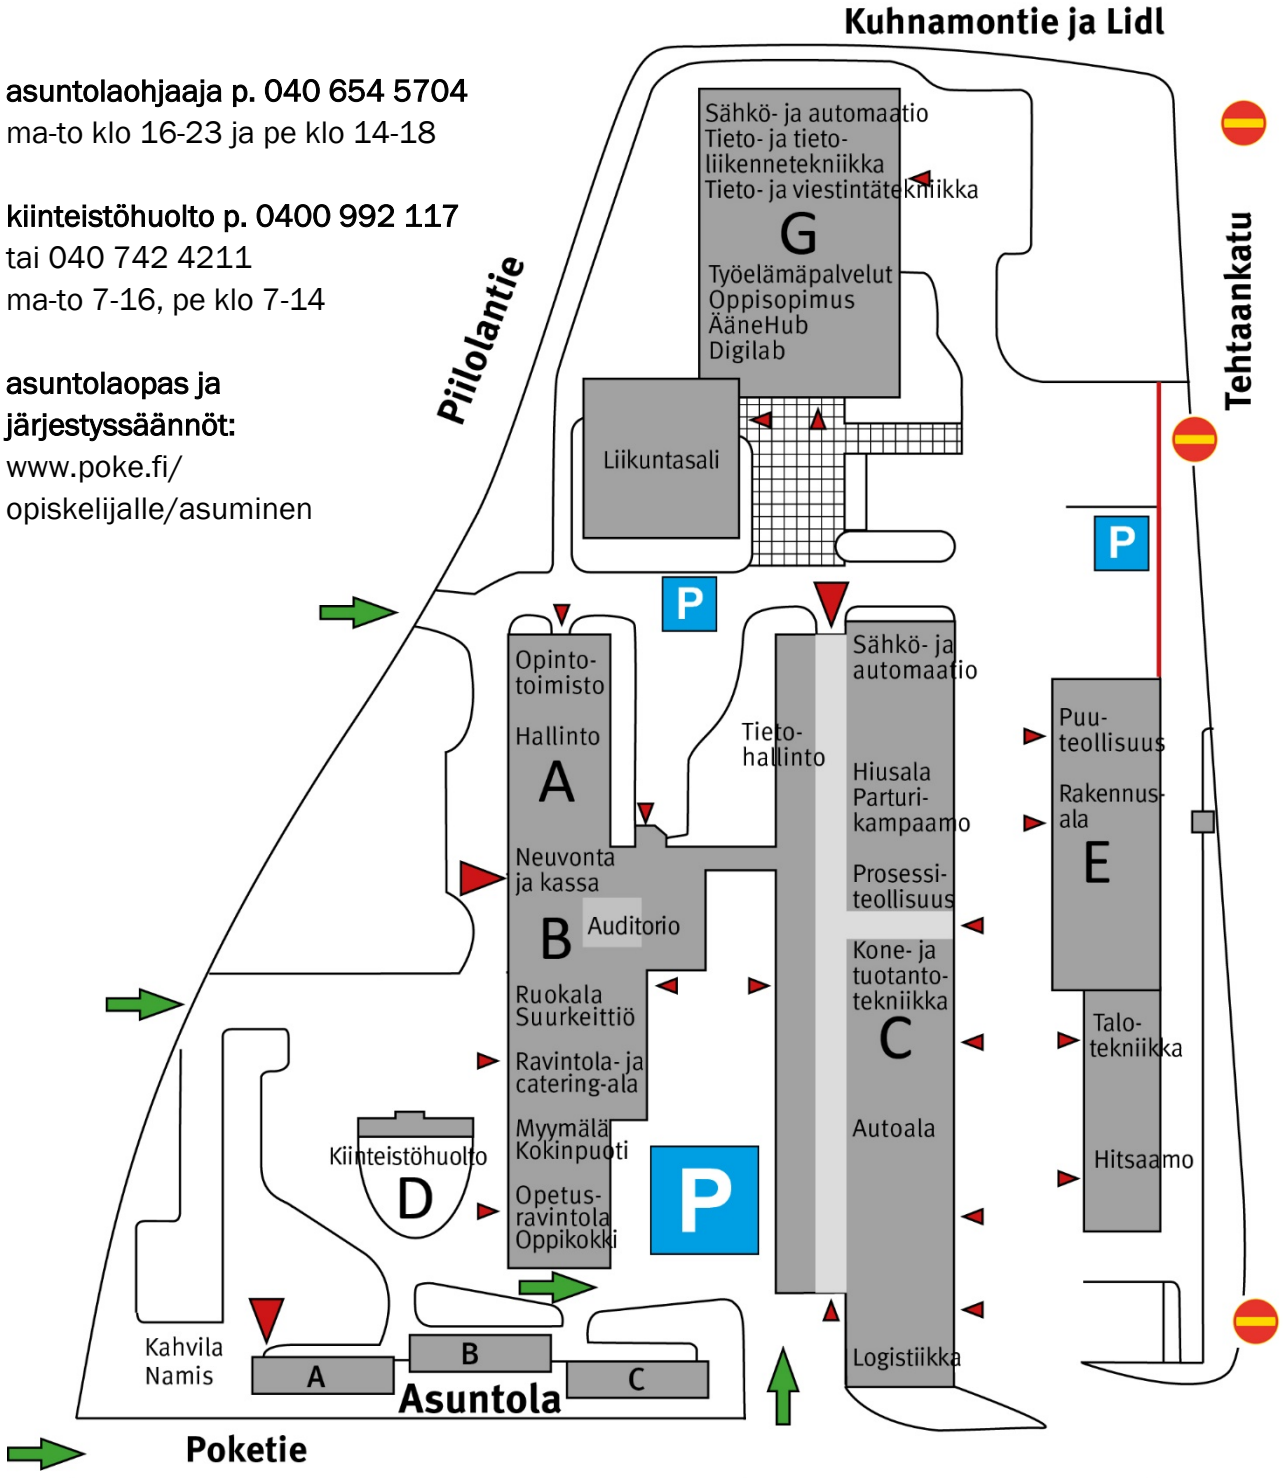 Kuhnamontie ja Lidl
asuntolaohjaaja p. 040 654 5704
ma-to klo 16-23 ja pe klo 14-18
kiinteistöhuolto p. 0400 992 117
tai 040 742 4211
ma-to 7-16, pe klo 7-14
asuntolaopas ja
järjestyssäännöt:
www.poke.fi/
opiskelijalle/asuminen
Piilolantie
Tehtaankatu
Sähkö- ja automaatio
Tieto- ja tieto-
liikennetekniikka
Tieto- ja viestintätekniikka
G
Työelämäpalvelut
Oppisopimus
ÄäneHub
Digilab
Liikuntasali
P
P
Opinto-
toimisto
Hallinto
A
Neuvonta
ja kassa
B
Auditorio
Ruokala
Suurkeittiö
Ravintola- ja
catering-ala
Myymälä
Kokinpuoti
Opetus-
ravintola
Oppikokki
Tieto-
hallinto
Sähkö- ja
automaatio
Hiusala
Parturi-
kampaamo
Prosessi-
teollisuus
Kone- ja
tuotanto-
tekniikka
C
Autoala
Logistiikka
Puu-
teollisuus
Rakennus-
ala
E
Talo-
tekniikka
Hitsaamo
Kiinteistöhuolto
D
P
Kahvila
Namis
A
B
C
Asuntola
Poketie